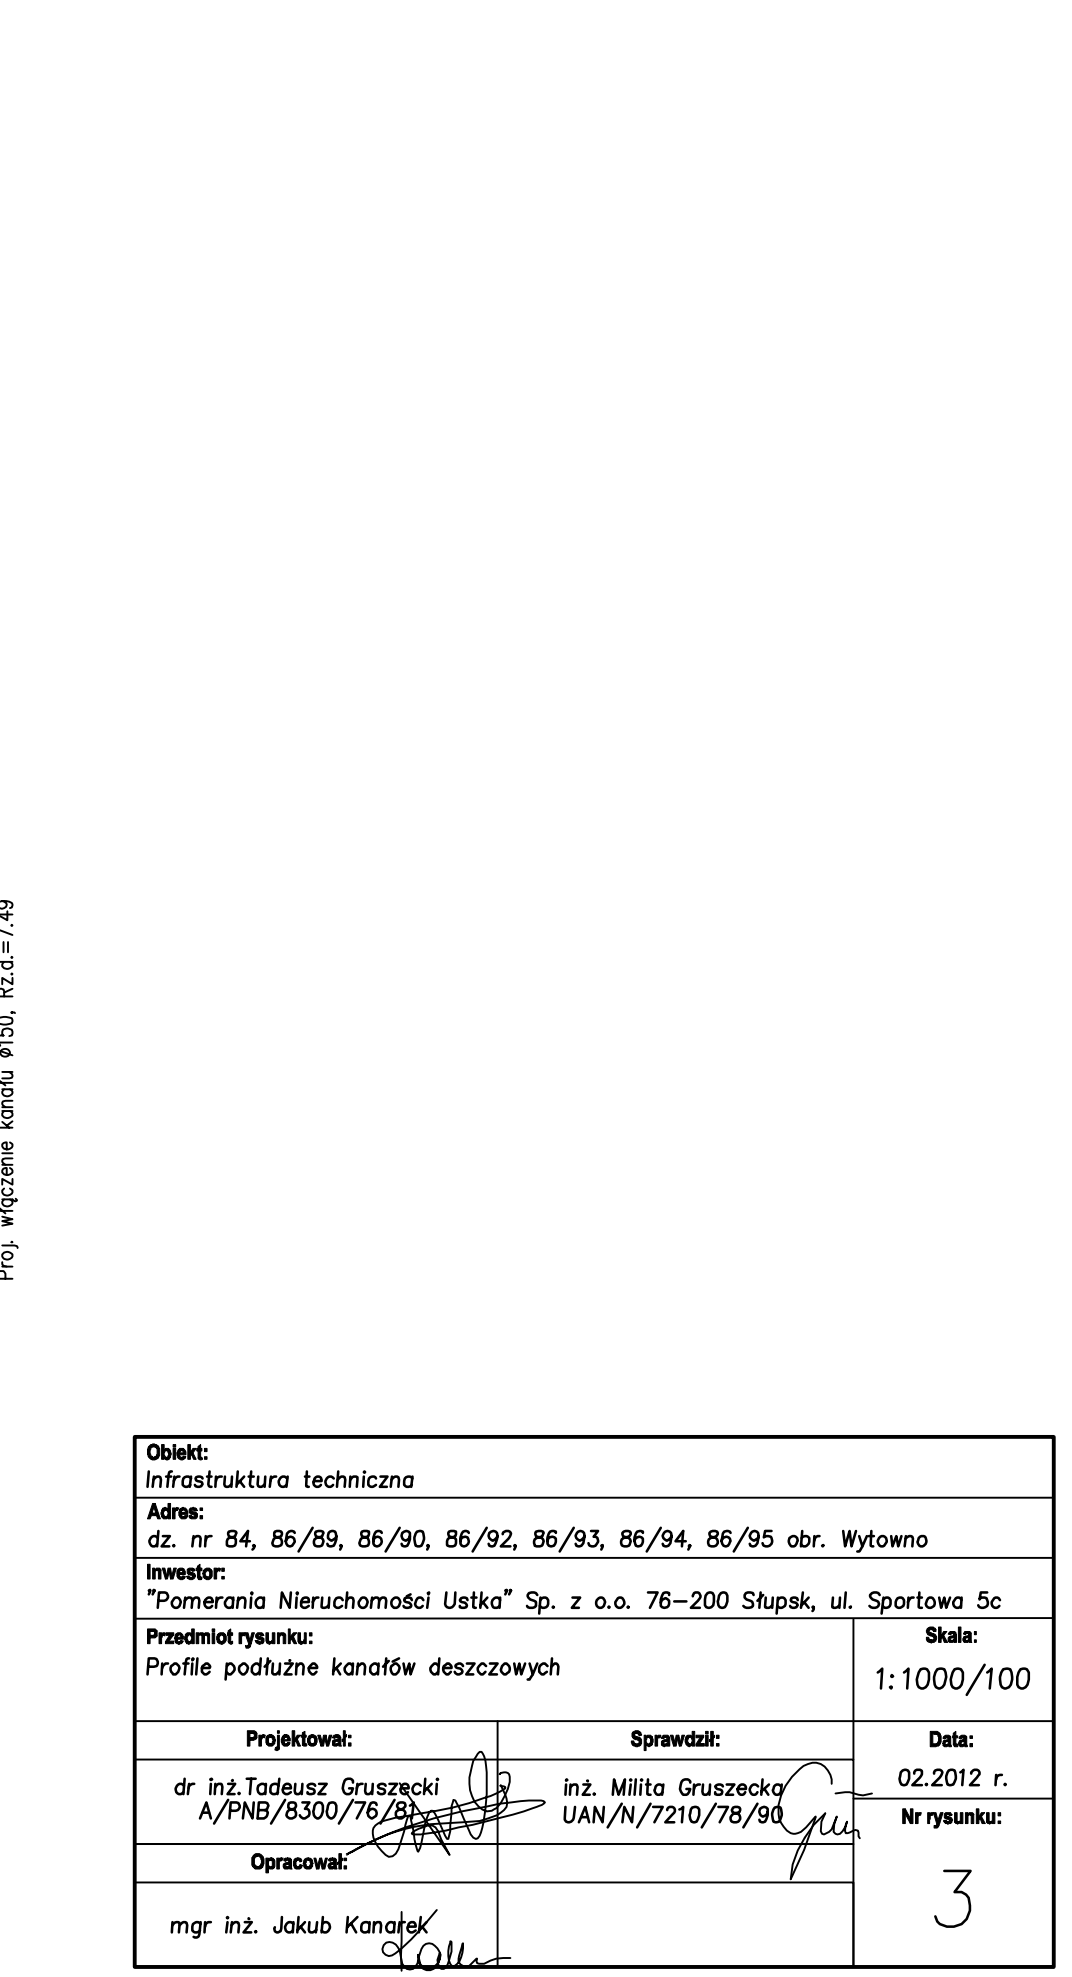 Proj. włączenie kanału ø150, Rz.d.=7.49
Obiekt:
Infrastruktura techniczna
Adres:
dz. nr 84, 86/89, 86/90, 86/92, 86/93, 86/94, 86/95 obr. Wytowno
Inwestor:
"Pomerania Nieruchomości Ustka" Sp. z o.o. 76-200 Słupsk, ul. Sportowa 5c
Przedmiot rysunku:
Profile podłużne kanałów deszczowych
Skala:
1:1000/100
Projektował:
dr inż.Tadeusz Gruszecki
A/PNB/8300/76/81
Sprawdził:
inż. Milita Gruszecka
UAN/N/7210/78/90
Data:
02.2012 r.
Nr rysunku:
3
Opracował:
mgr inż. Jakub Kanarek